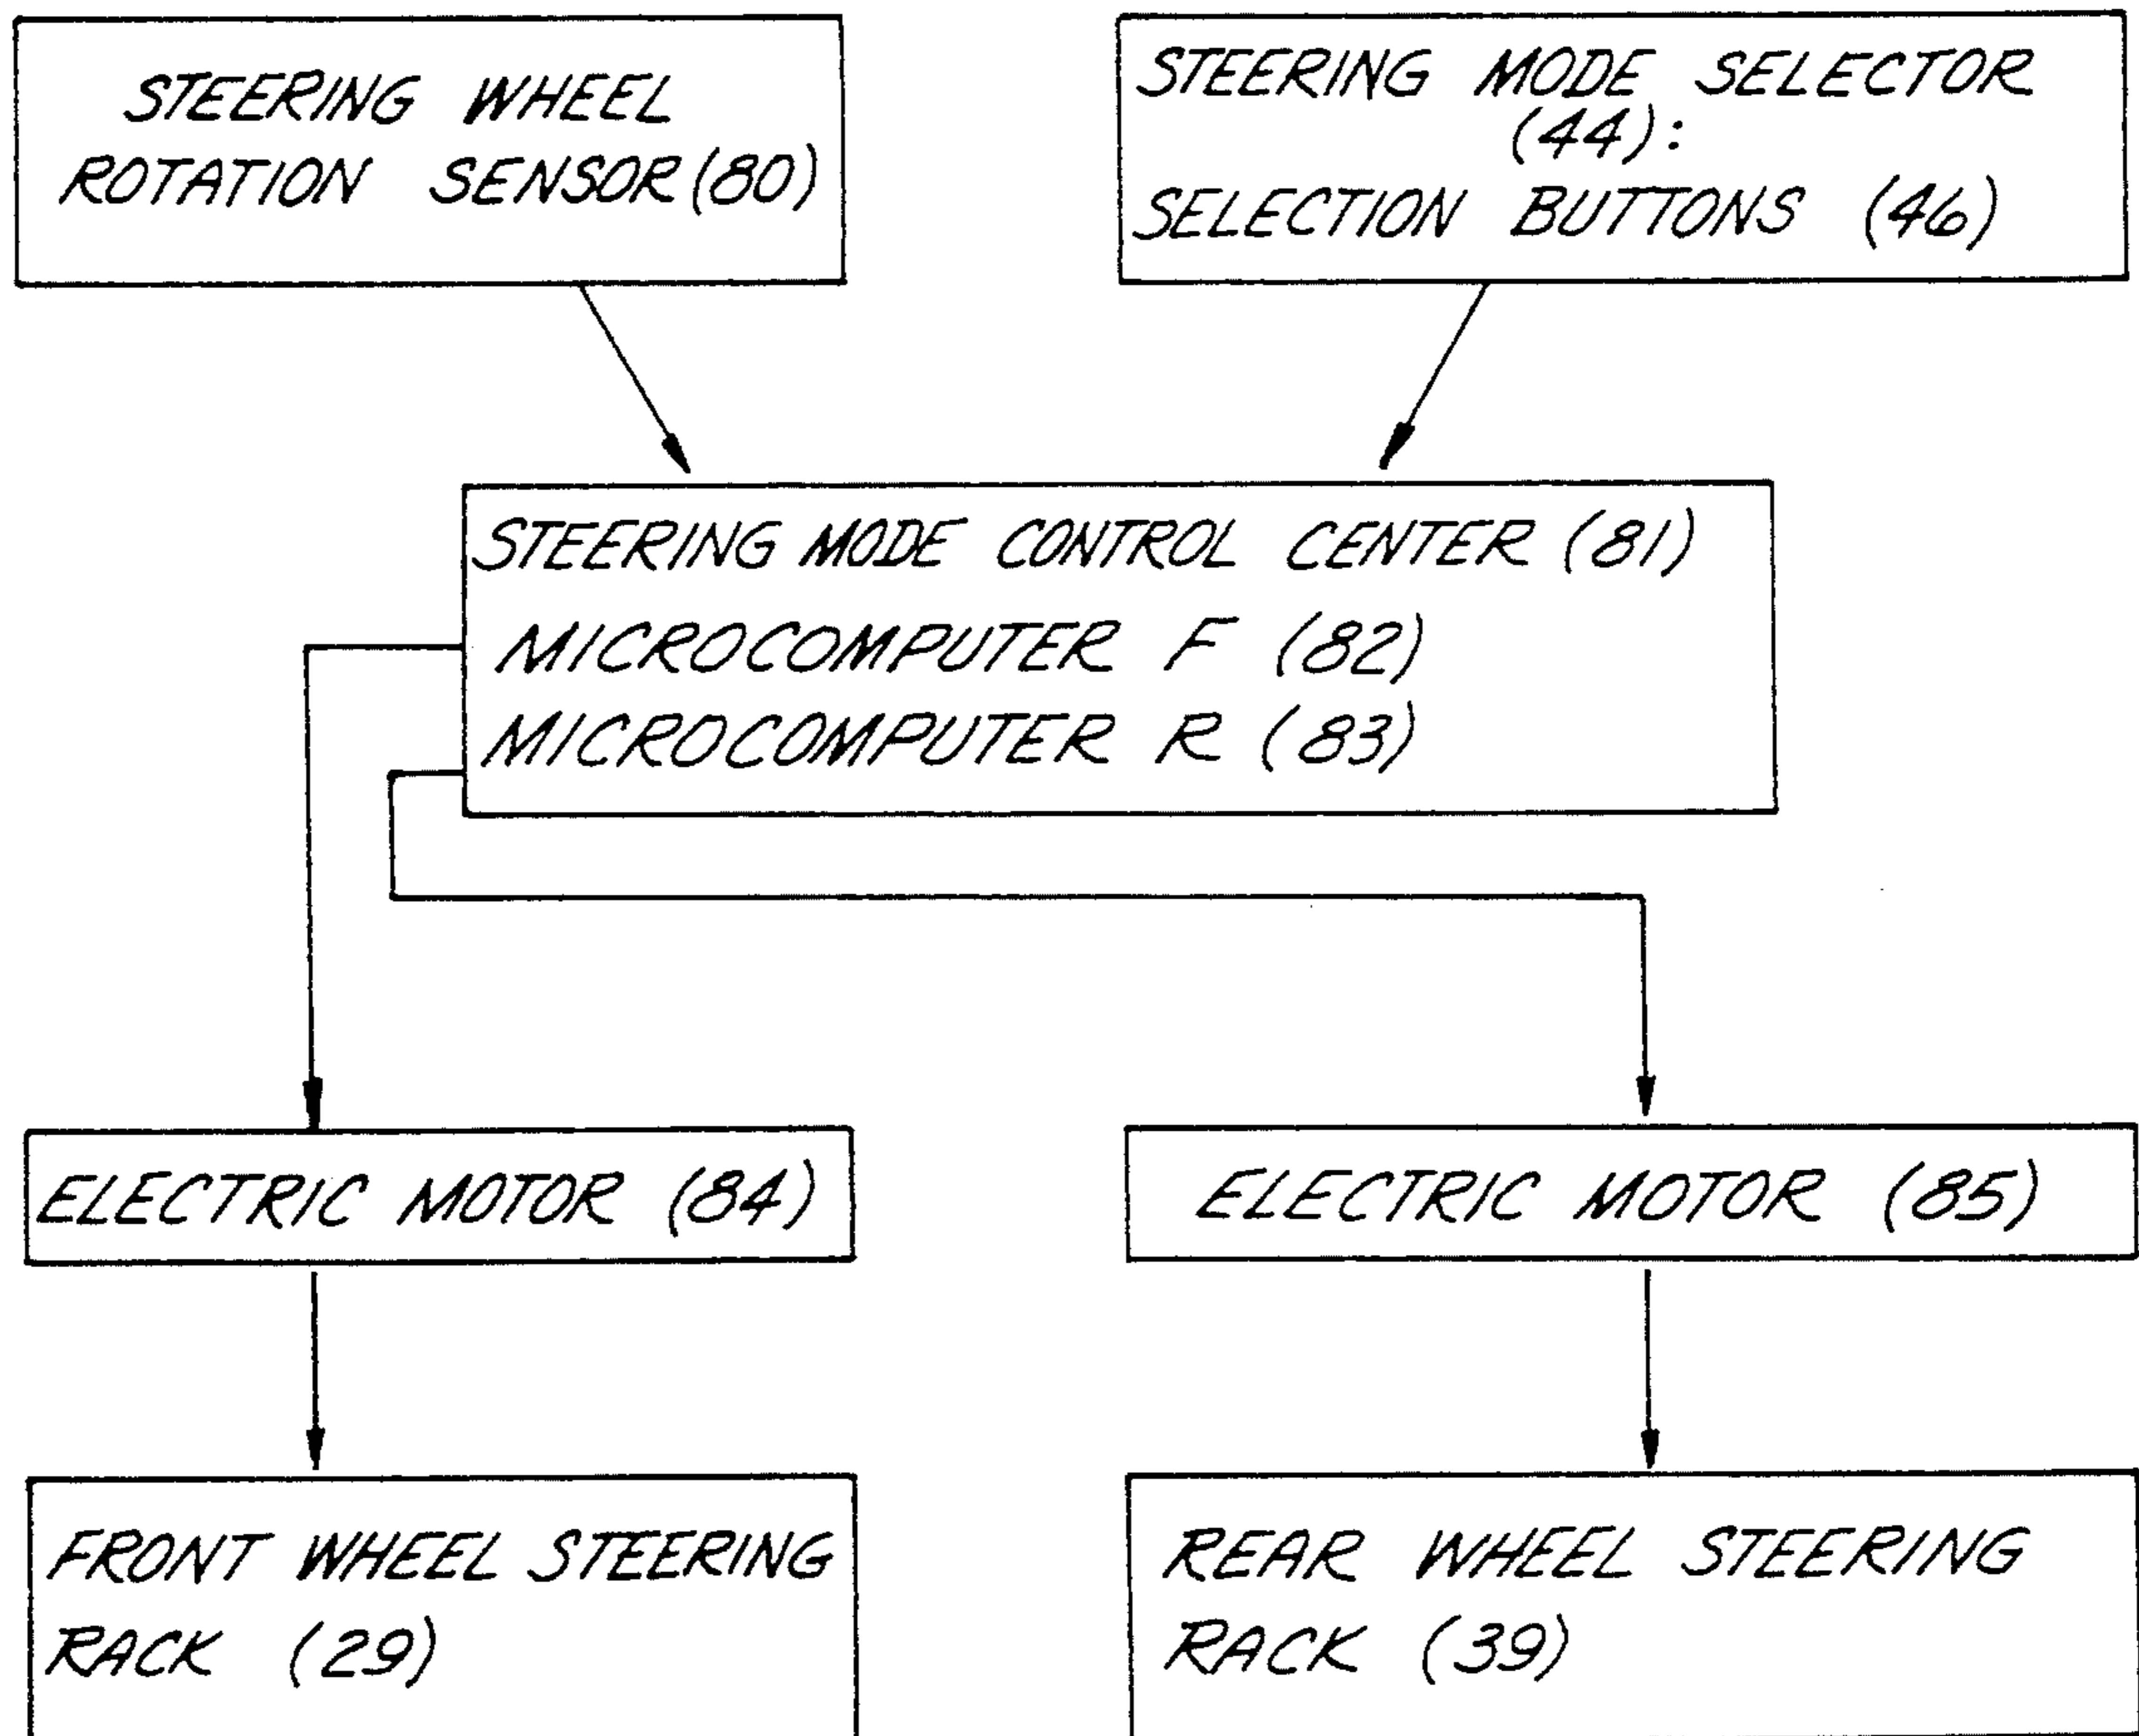 STEERING WHEEL
ROTATION SENSOR (80)
STEERING MODE SELECTOR
(44):
SELECTION BUTTONS (46)
STEERING MODE CONTROL CENTER (81)
MICROCOMPUTER F (82)
MICROCOMPUTER R (83)
ELECTRIC MOTOR (84)
ELECTRIC MOTOR (85)
FRONT WHEEL STEERING
RACK (29)
REAR WHEEL STEERING
RACK (39)